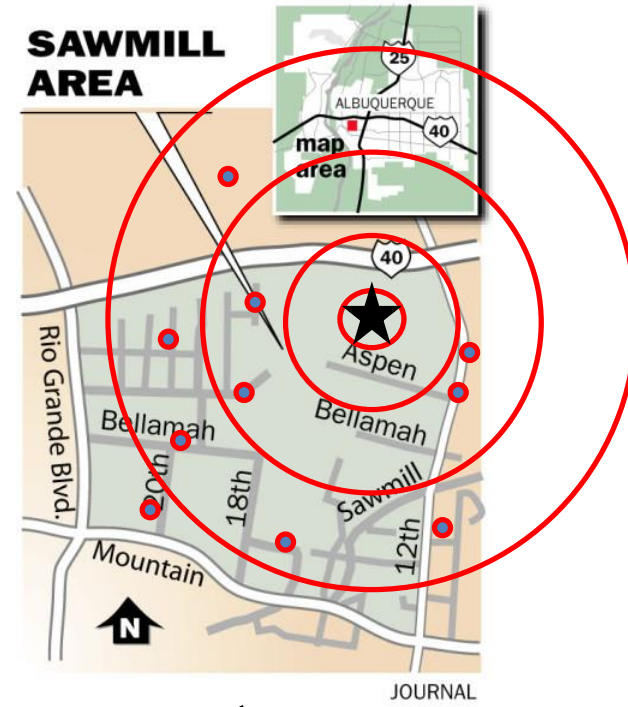 SAWMILL
AREA
25
ALBUQUERQUE
40
map
area
40
Rio Grande Blvd.
Aspen
Bellamah
Bellamah
20th
18th
Sawmill
12th
Mountain
N
JOURNAL